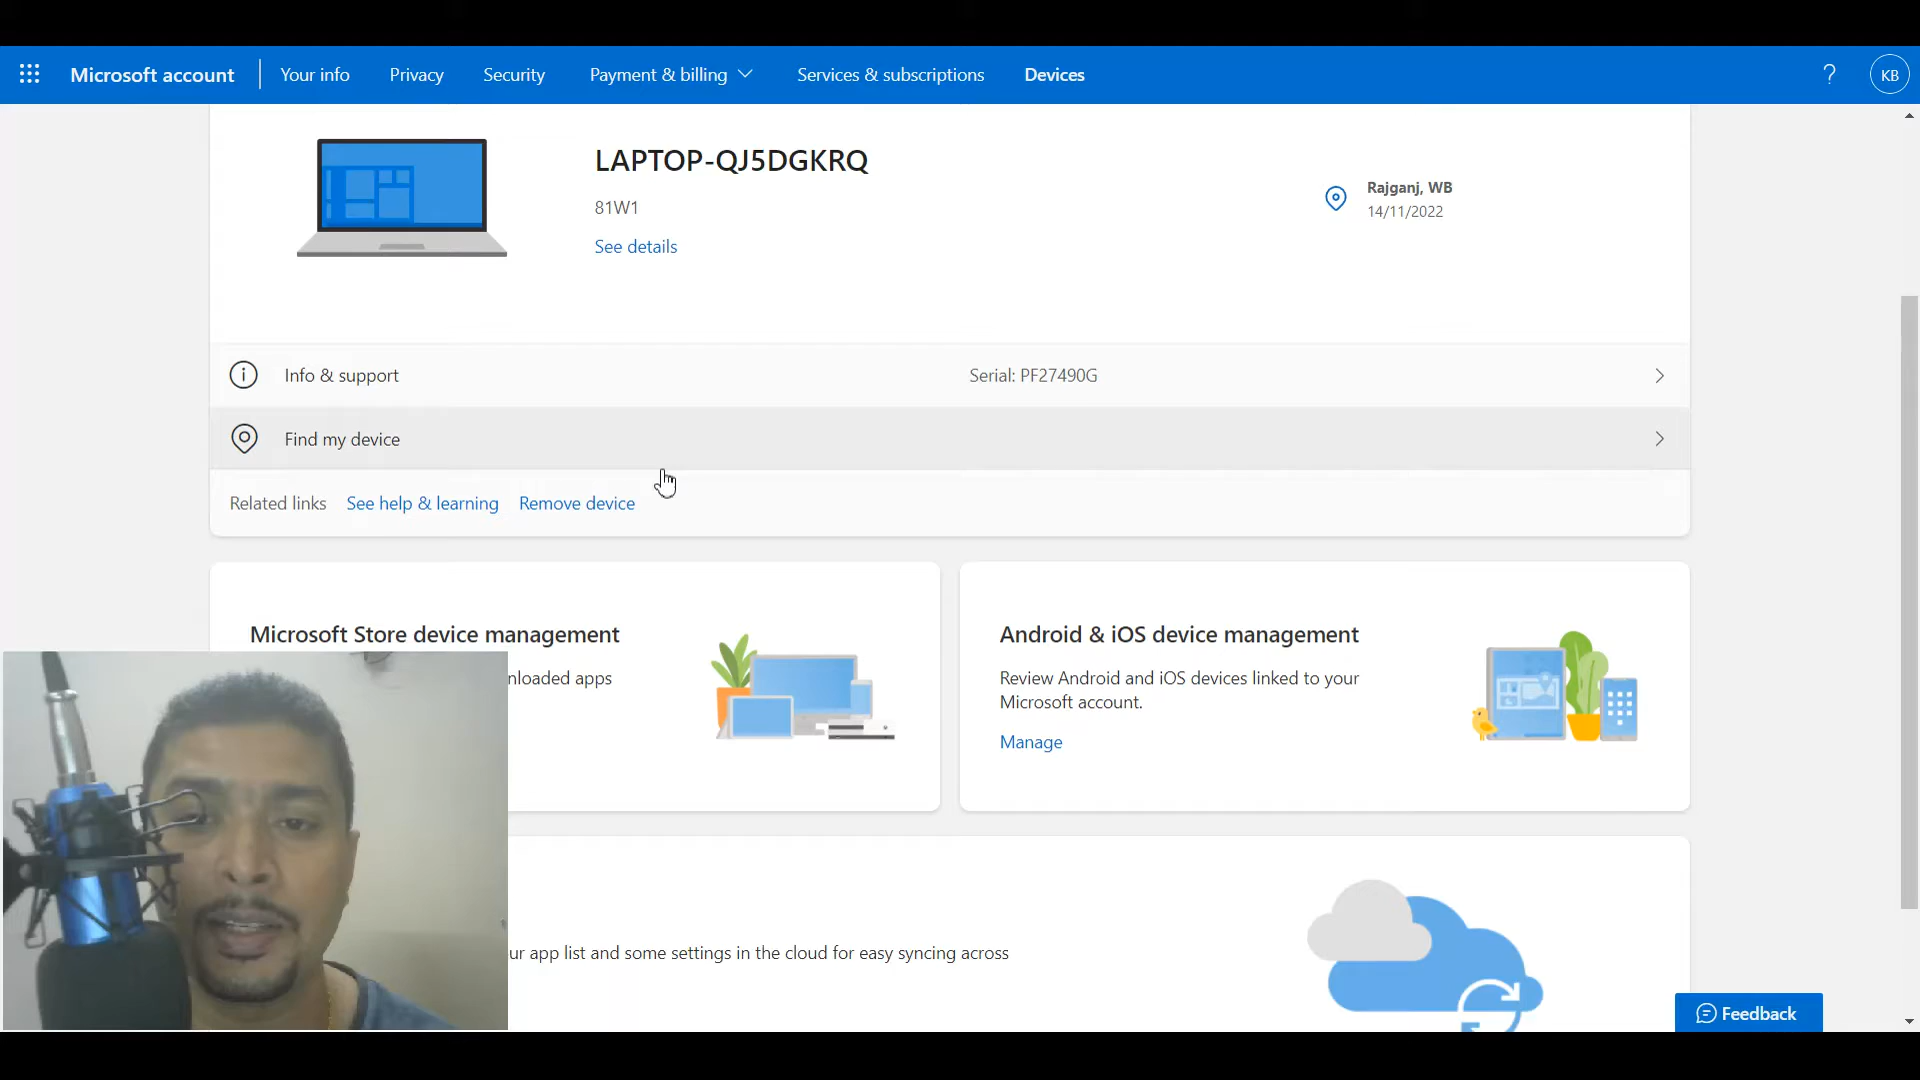 Microsoft account
Your info
Privacy
Security
Payment & billing
Services & subscriptions
Devices
?
KB
LAPTOP-QJ5DGKRQ
81W1
See details
Rajganj, WB
14/11/2022
Info & support
Serial: PF27490G
Find my device
Related links
See help & learning
Remove device
Microsoft Store device management
nloaded apps
Android & iOS device management
Review Android and iOS devices linked to your
Microsoft account.
Manage
ur app list and some settings in the cloud for easy syncing across
Feedback